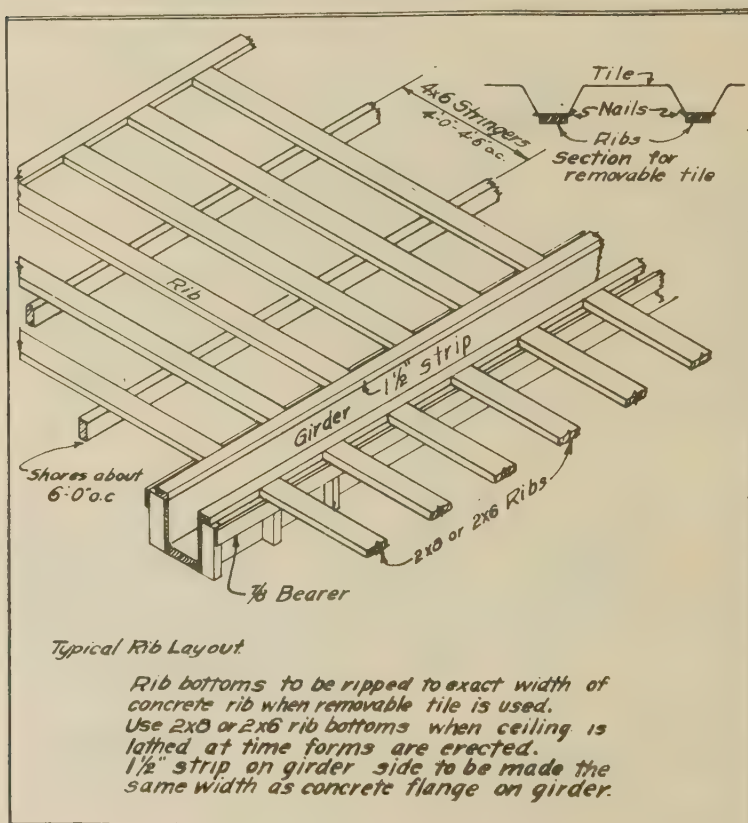 4x6 Stringers
4'-0"-4'-6" o.c.
Tile
Nails
Ribs
Section for
removable tile
Rib
Girder
1½" strip
Shores about
6'-0" o.c
2x8 or 2x6 Ribs
⅞ Bearer
Typical Rib Layout
Rib bottoms to be ripped to exact width of
concrete rib when removable tile is used.
Use 2x8 or 2x6 rib bottoms when ceiling is
lathed at time forms are erected.
1½" strip on girder side to be made the
same width as concrete flange on girder.